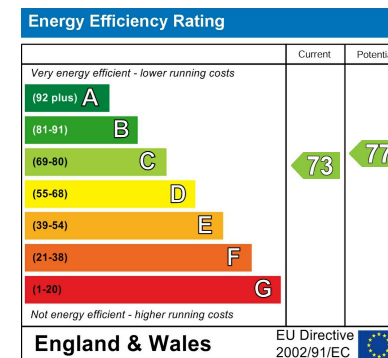 Energy Efficiency Rating
Current Potenti
Very energy efficient - lower running costs
(92 plus) A
(81-91) B
(69-80) C
73 77
(55-68) D
(39-54) E
(21-38) F
(1-20) G
Not energy efficient - higher running costs
England & Wales
EU Directive
2002/91/EC